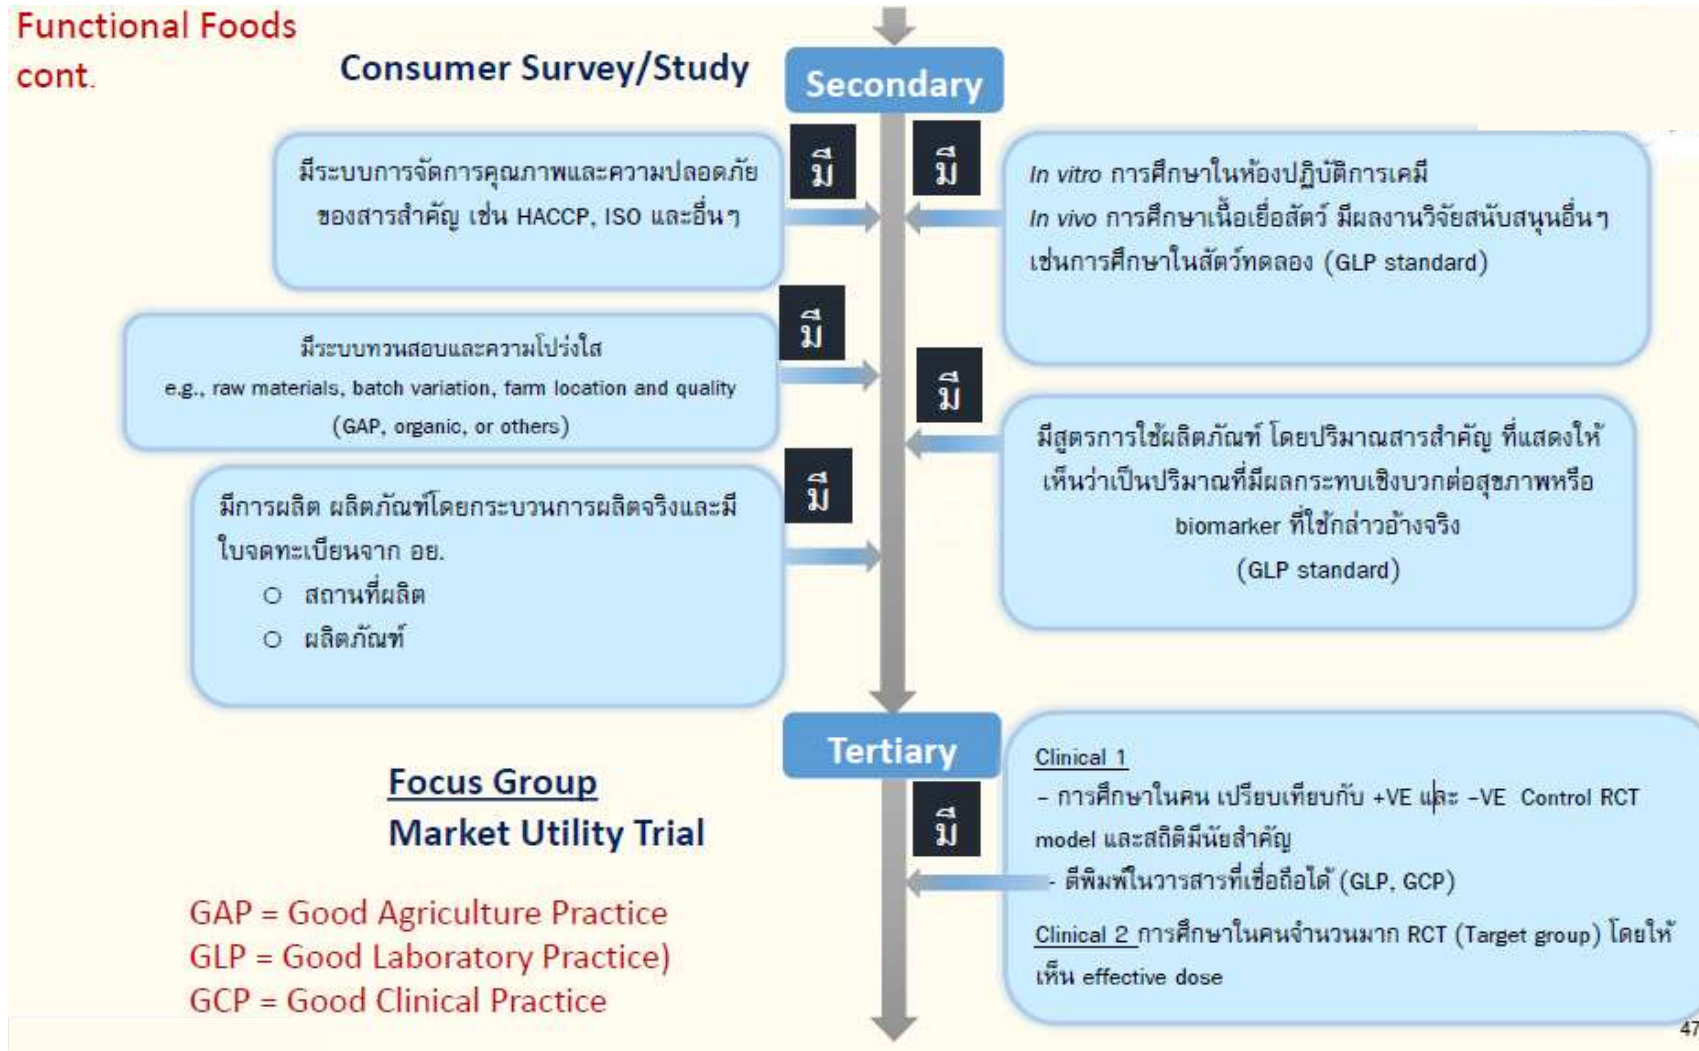 Functional Foods
cont.
Consumer Survey/Study
Secondary
มี
มี
มีระบบการจัดการคุณภาพและความปลอดภัย
ของสารสำคัญ เช่น HACCP, ISO และอื่นๆ
In vitro การศึกษาในห้องปฏิบัติการเคมี
In vivo การศึกษาเนื้อเยื่อสัตว์ มีผลงานวิจัยสนับสนุนอื่นๆ
เช่นการศึกษาในสัตว์ทดลอง (GLP standard)
มี
มีระบบทวนสอบและความโปร่งใส
e.g., raw materials, batch variation, farm location and quality
(GAP, organic, or others)
มี
มีสูตรการใช้ผลิตภัณฑ์ โดยปริมาณสารสำคัญ ที่แสดงให้
เห็นว่าเป็นปริมาณที่มีผลกระทบเชิงบวกต่อสุขภาพหรือ
biomarker ที่ใช้กล่าวอ้างจริง
(GLP standard)
มี
มีการผลิต ผลิตภัณฑ์โดยกระบวนการผลิตจริงและมี
ใบจดทะเบียนจาก อย.
○ สถานที่ผลิต
○ ผลิตภัณฑ์
Tertiary
มี
Focus Group
Market Utility Trial
Clinical 1
- การศึกษาในคน เปรียบเทียบกับ +VE และ -VE Control RCT
model และสถิติมีนัยสำคัญ
- ตีพิมพ์ในวารสารที่เชื่อถือได้ (GLP, GCP)
Clinical 2 การศึกษาในคนจำนวนมาก RCT (Target group) โดยให้
เห็น effective dose
GAP = Good Agriculture Practice
GLP = Good Laboratory Practice)
GCP = Good Clinical Practice
47